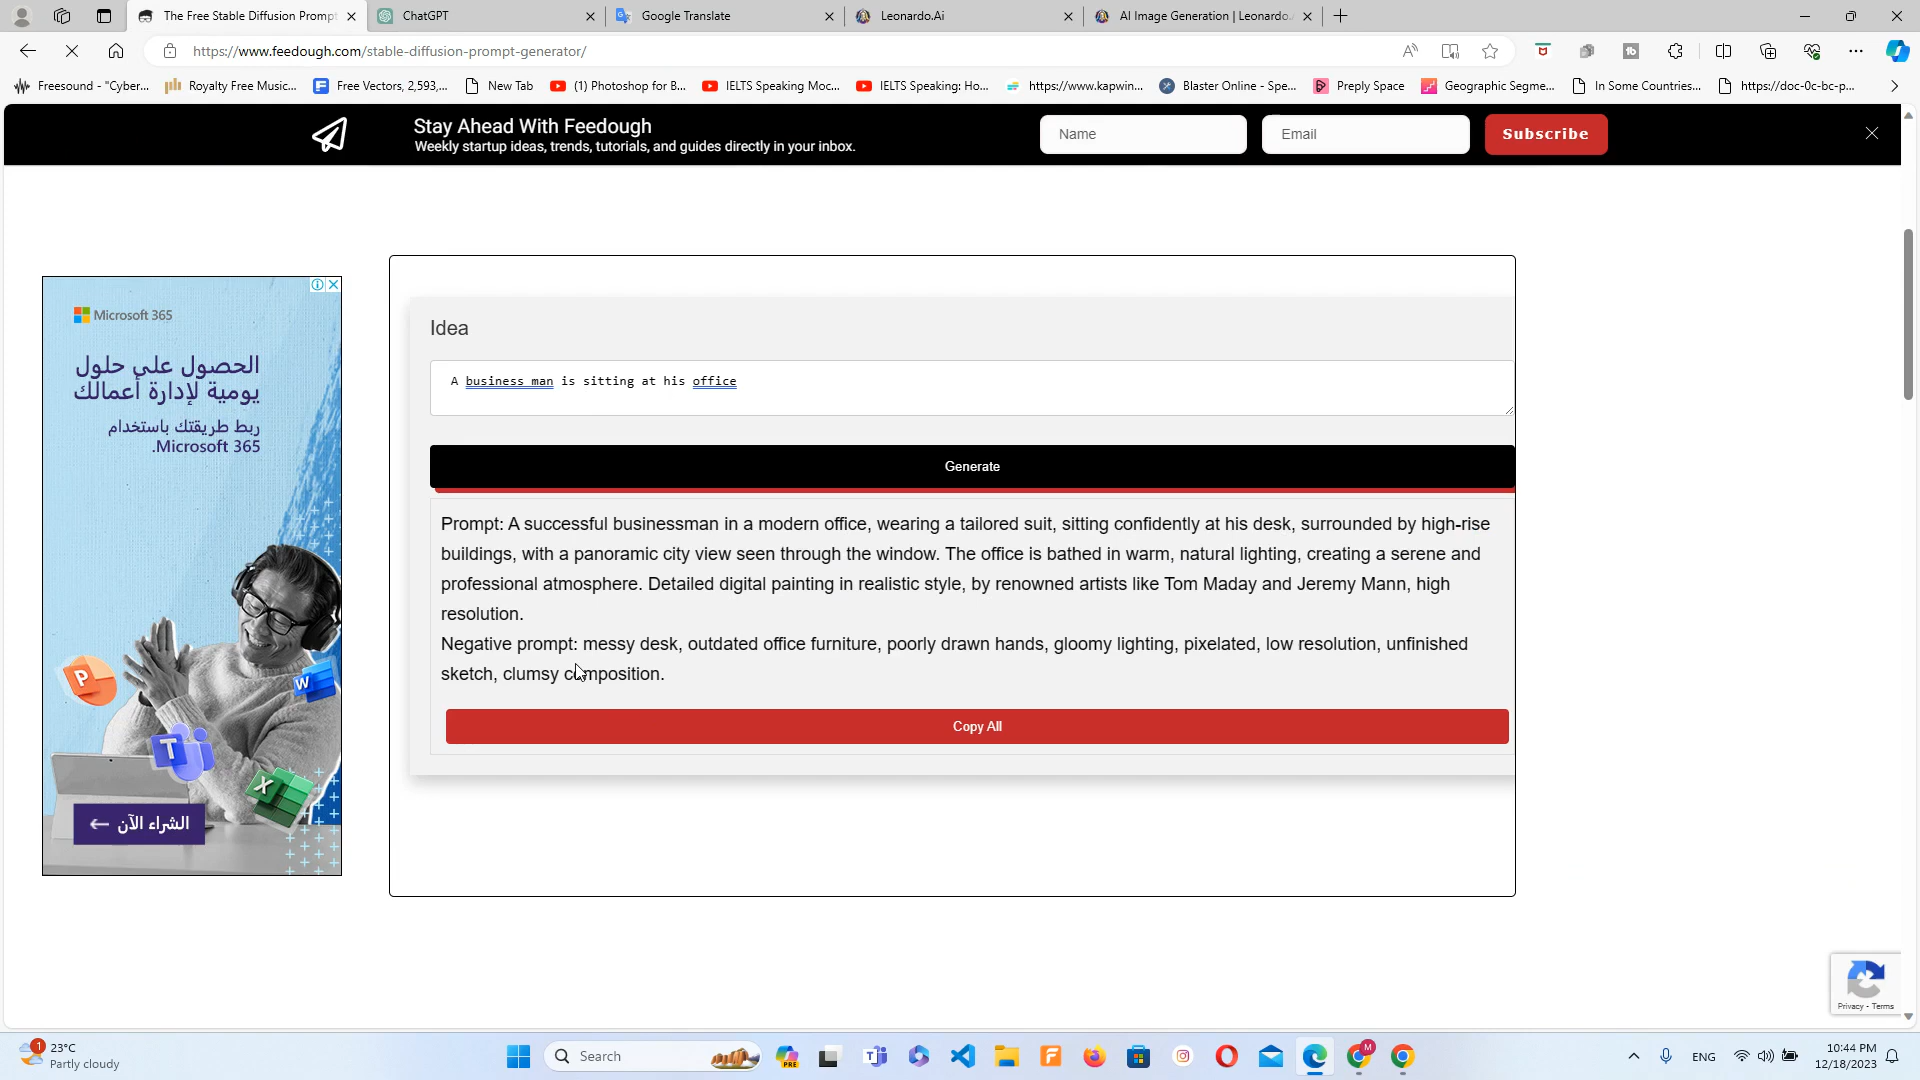 The Free Stable Diffusion Prompt
ChatGPT
Google Translate
Leonardo.Ai
AI Image Generation | Leonardo.
https://www.feedough.com/stable-diffusion-prompt-generator/
Freesound - "Cyber...
Royalty Free Music...
Free Vectors, 2,593,...
New Tab
(1) Photoshop for B...
IELTS Speaking Moc...
IELTS Speaking: Ho...
https://www.kapwin...
Blaster Online - Spe...
Preply Space
Geographic Segme...
In Some Countries...
https://doc-0c-bc-p...
Stay Ahead With Feedough
Weekly startup ideas, trends, tutorials, and guides directly in your inbox.
Name
Email
Subscribe
Microsoft 365
الحصول على حلول
يومية لإدارة أعمالك
ربط طريقتك باستخدام
Microsoft 365.
P
W
T
X
الشراء الآن
Idea
A business man is sitting at his office
Generate
Prompt: A successful businessman in a modern office, wearing a tailored suit, sitting confidently at his desk, surrounded by high-rise
buildings, with a panoramic city view seen through the window. The office is bathed in warm, natural lighting, creating a serene and
professional atmosphere. Detailed digital painting in realistic style, by renowned artists like Tom Maday and Jeremy Mann, high
resolution.
Negative prompt: messy desk, outdated office furniture, poorly drawn hands, gloomy lighting, pixelated, low resolution, unfinished
sketch, clumsy composition.
Copy All
Privacy - Terms
1
23°C
Partly cloudy
Search
PRE
M
ENG
10:44 PM
12/18/2023